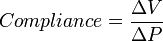 Compliance = ΔV / ΔP